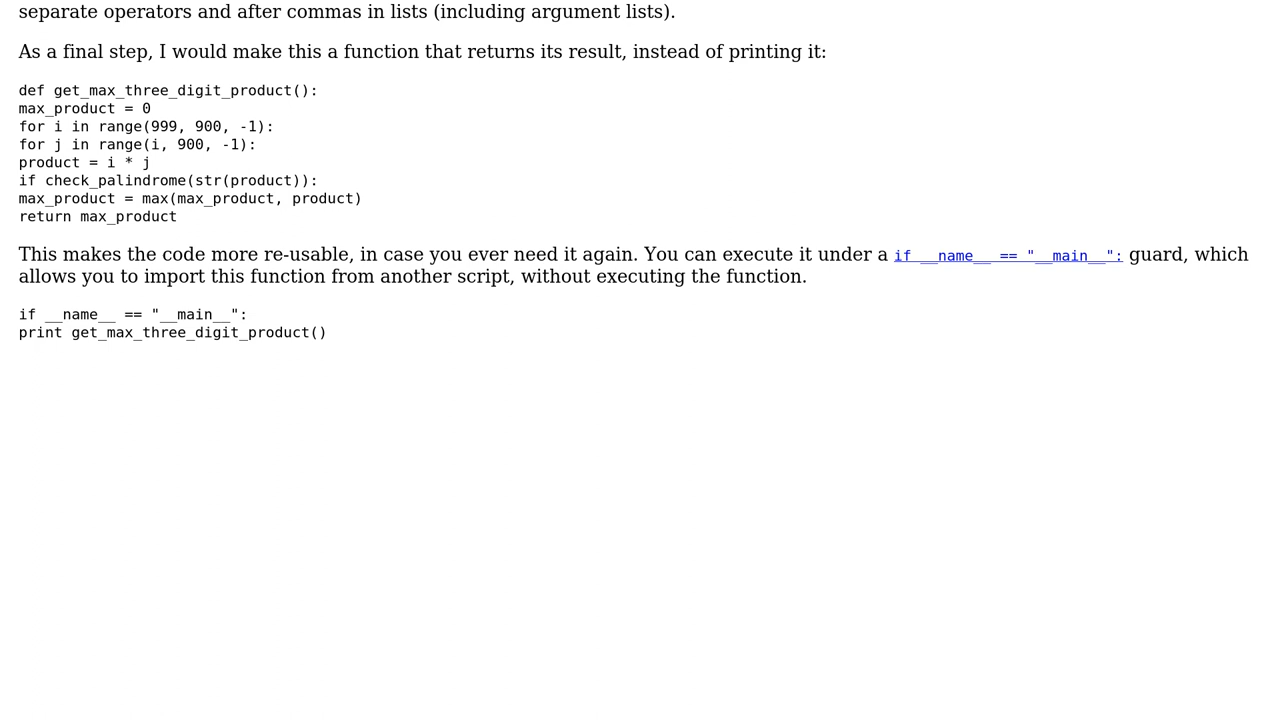 separate operators and after commas in lists (including argument lists).
As a final step, I would make this a function that returns its result, instead of printing it:
def get_max_three_digit_product():
max_product = 0
for i in range(999, 900, -1):
for j in range(i, 900, -1):
product = i * j
if check_palindrome(str(product)):
max_product = max(max_product, product)
return max_product
This makes the code more re-usable, in case you ever need it again. You can execute it under a if __name__ == "__main__": guard, which
allows you to import this function from another script, without executing the function.
if __name__ == "__main__":
print get_max_three_digit_product()